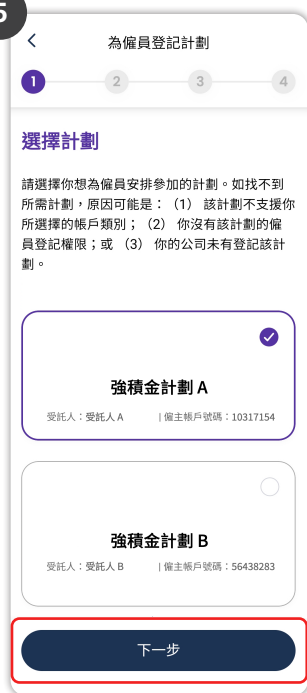 5
為僱員登記計劃
1 2 3 4
選擇計劃
請選擇你想為僱員安排參加的計劃。如找不到
所需計劃，原因可能是：（1） 該計劃不支援你
所選擇的帳戶類別；（2） 你沒有該計劃的僱
員登記權限；或 （3） 你的公司未有登記該計
劃。
強積金計劃 A
受託人：受託人 A | 僱主帳戶號碼：10317154
強積金計劃 B
受託人：受託人 B | 僱主帳戶號碼：56438283
下一步